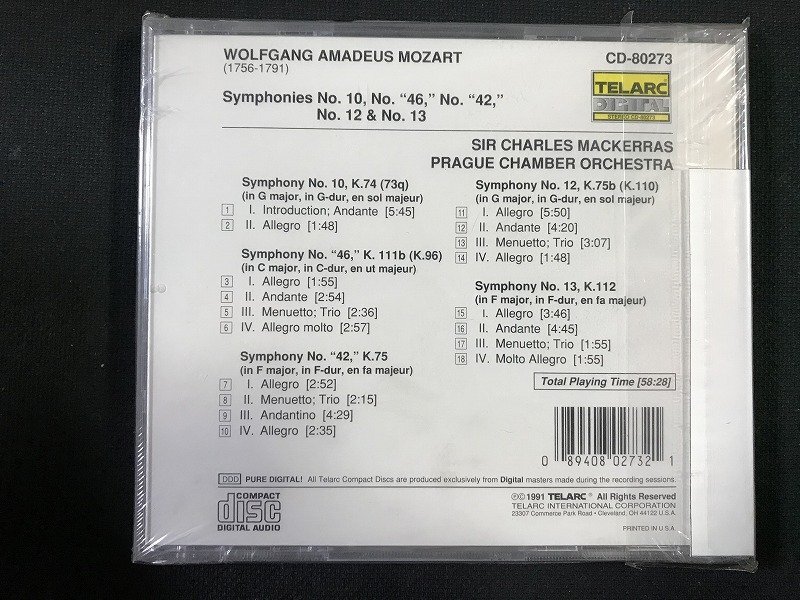 WOLFGANG AMADEUS MOZART
(1756-1791)
CD-80273
Symphonies No. 10, No. “46,” No. “42,”
No. 12 & No. 13
TELARC
DIGITAL
STEREO CD-80273
SIR CHARLES MACKERRAS
PRAGUE CHAMBER ORCHESTRA
Symphony No. 10, K.74 (73q)
(in G major, in G-dur, en sol majeur)
1 I. Introduction; Andante [5:45]
2 II. Allegro [1:48]
Symphony No. “46,” K. 111b (K.96)
(in C major, in C-dur, en ut majeur)
3 I. Allegro [1:55]
4 II. Andante [2:54]
5 III. Menuetto; Trio [2:36]
6 IV. Allegro molto [2:57]
Symphony No. “42,” K.75
(in F major, in F-dur, en fa majeur)
7 I. Allegro [2:52]
8 II. Menuetto; Trio [2:15]
9 III. Andantino [4:29]
10 IV. Allegro [2:35]
Symphony No. 12, K.75b (K.110)
(in G major, in G-dur, en sol majeur)
11 I. Allegro [5:50]
12 II. Andante [4:20]
13 III. Menuetto; Trio [3:07]
14 IV. Allegro [1:48]
Symphony No. 13, K.112
(in F major, in F-dur, en fa majeur)
15 I. Allegro [3:46]
16 II. Andante [4:45]
17 III. Menuetto; Trio [1:55]
18 IV. Molto Allegro [1:55]
Total Playing Time [58:28]
0 89408 02732 1
DDD PURE DIGITAL! All Telarc Compact Discs are produced exclusively from Digital masters made during the recording sessions.
COMPACT
disc
DIGITAL AUDIO
℗©1991 TELARC® All Rights Reserved
TELARC INTERNATIONAL CORPORATION
23307 Commerce Park Road • Cleveland, OH 44122 U.S.A.
PRINTED IN U.S.A.